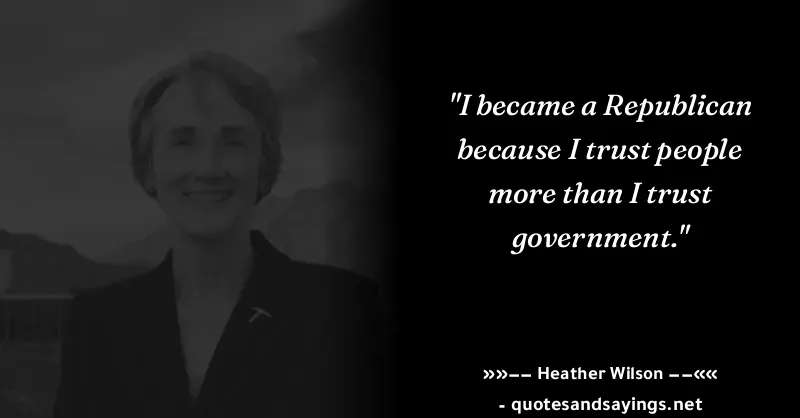 "I became a Republican
because I trust people
more than I trust
government."
»»–– Heather Wilson ––««
- quotesandsayings.net